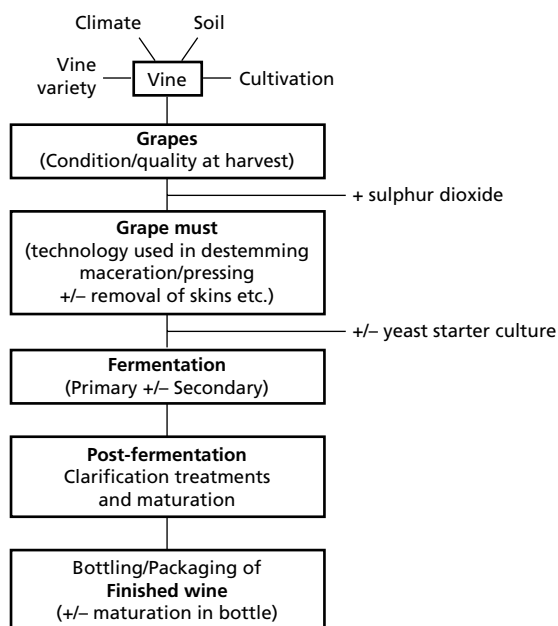 Climate Soil
Vine
variety
Vine
Cultivation
Grapes
(Condition/quality at harvest)
+ sulphur dioxide
Grape must
(technology used in destemming
maceration/pressing
+/– removal of skins etc.)
+/– yeast starter culture
Fermentation
(Primary +/– Secondary)
Post-fermentation
Clarification treatments
and maturation
Bottling/Packaging of
Finished wine
(+/– maturation in bottle)